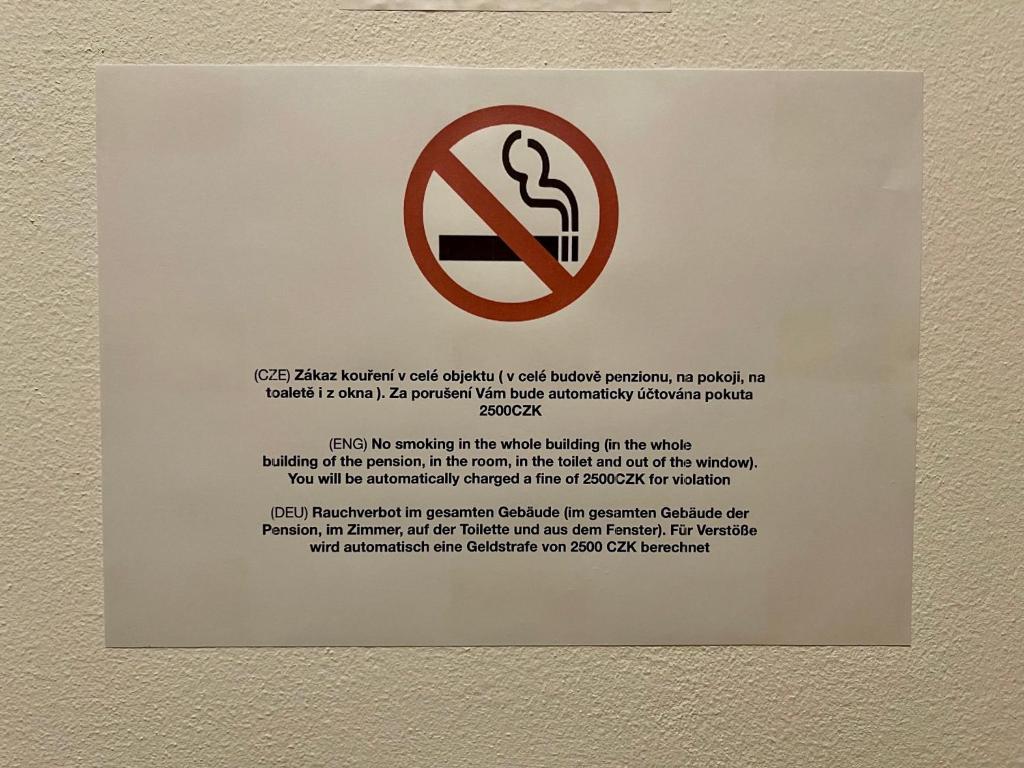 (CZE) Zákaz kouření v celé objektu ( v celé budově penzionu, na pokoji, na
toaletě i z okna ). Za porušení Vám bude automaticky účtována pokuta
2500CZK
(ENG) No smoking in the whole building (in the whole
building of the pension, in the room, in the toilet and out of the window).
You will be automatically charged a fine of 2500CZK for violation
(DEU) Rauchverbot im gesamten Gebäude (im gesamten Gebäude der
Pension, im Zimmer, auf der Toilette und aus dem Fenster). Für Verstöße
wird automatisch eine Geldstrafe von 2500 CZK berechnet